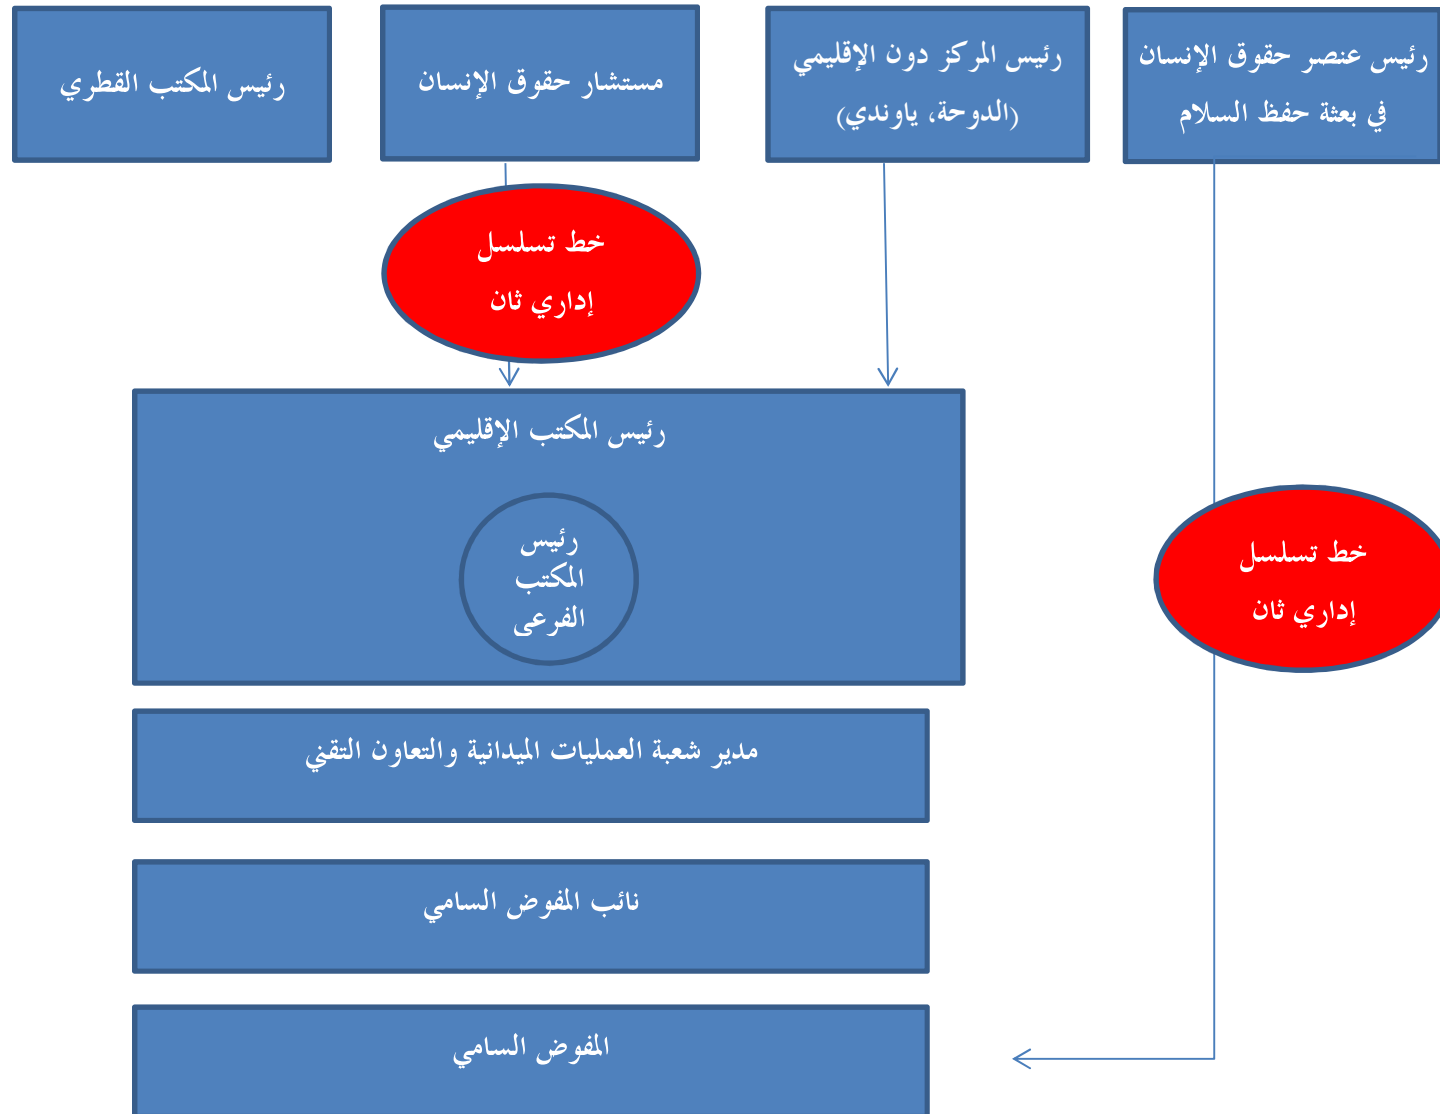 رئيس عنصر حقوق الإنسان
في بعثة حفظ السلام
رئيس المركز دون الإقليمي
(الدوحة، ياوندي)
مستشار حقوق الإنسان
رئيس المكتب القطري
خط تسلسل
إداري ثان
رئيس المكتب الإقليمي
رئيس
المكتب
الفرعى
خط تسلسل
إداري ثان
مدير شعبة العمليات الميدانية والتعاون التقني
نائب المفوض السامي
المفوض السامي